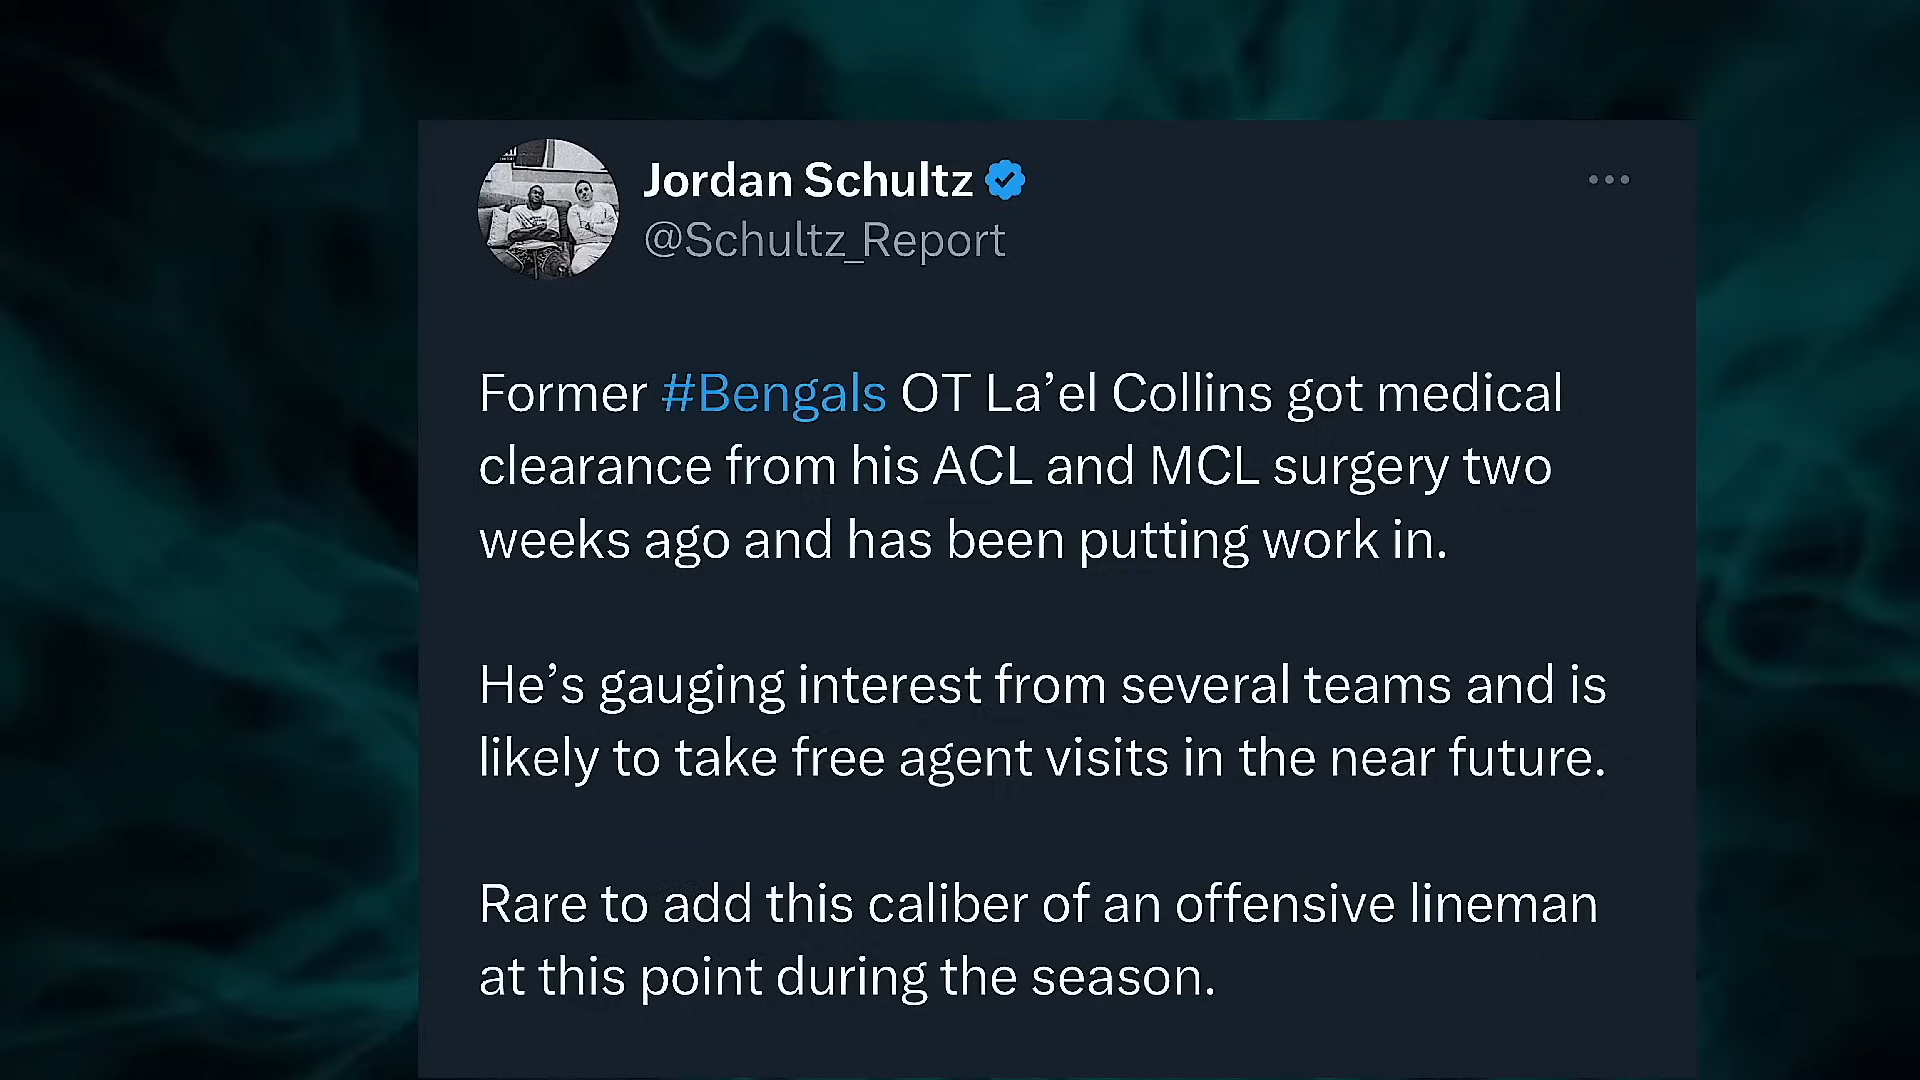 Jordan Schultz
@Schultz_Report
Former #Bengals OT La’el Collins got medical
clearance from his ACL and MCL surgery two
weeks ago and has been putting work in.
He’s gauging interest from several teams and is
likely to take free agent visits in the near future.
Rare to add this caliber of an offensive lineman
at this point during the season.